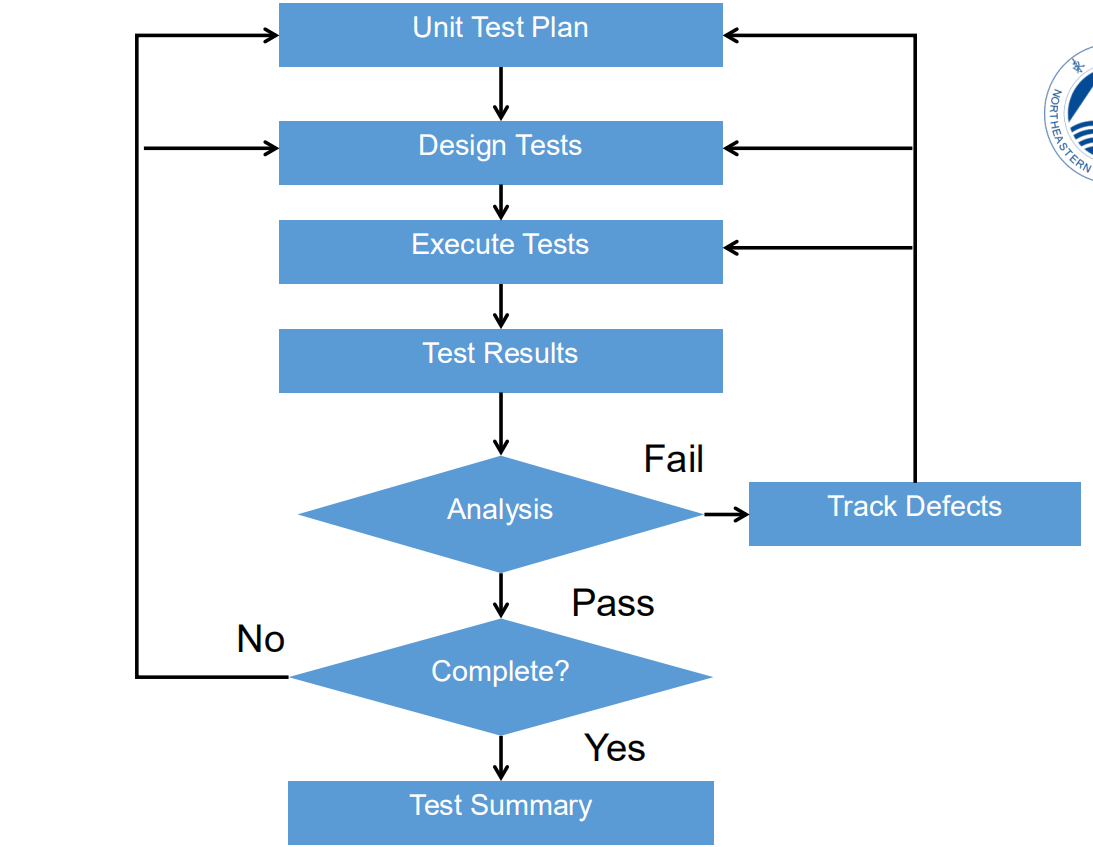 Unit Test Plan
NORTHEASTERN
Design Tests
Execute Tests
Test Results
Fail
Analysis
Track Defects
Pass
No
Complete?
Yes
Test Summary